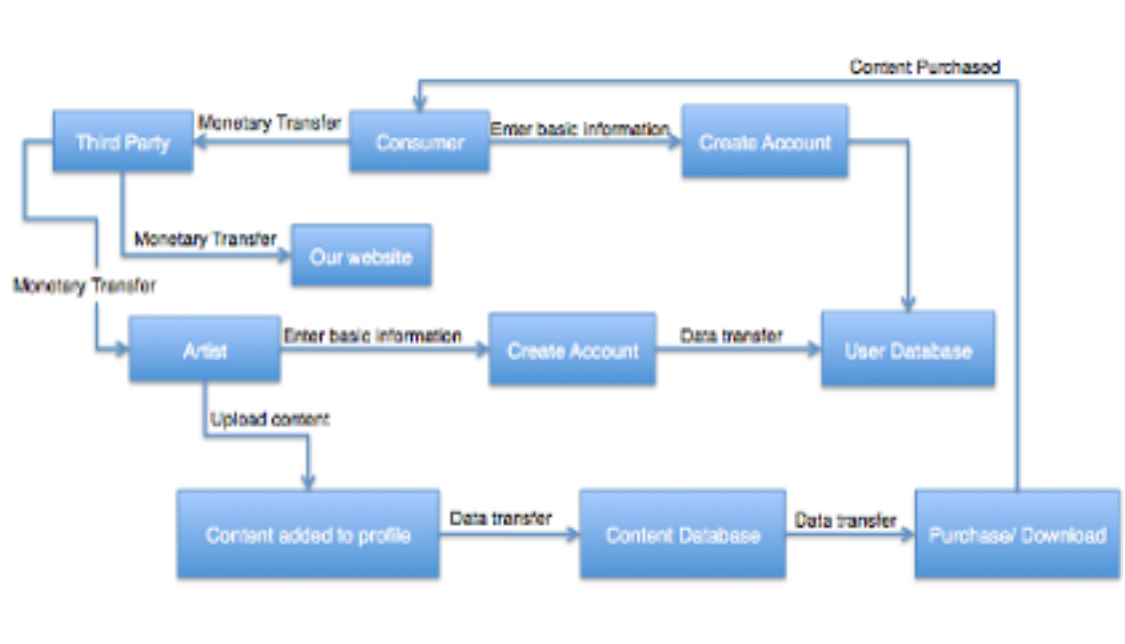 Content Purchased
Third Party
Monetary Transfer
Consumer
Enter basic information
Create Account
Monetary Transfer
Our website
Monetary Transfer
Artist
Enter basic information
Create Account
Data transfer
User Database
Upload content
Content added to profile
Data transfer
Content Database
Data transfer
Purchase/ Download